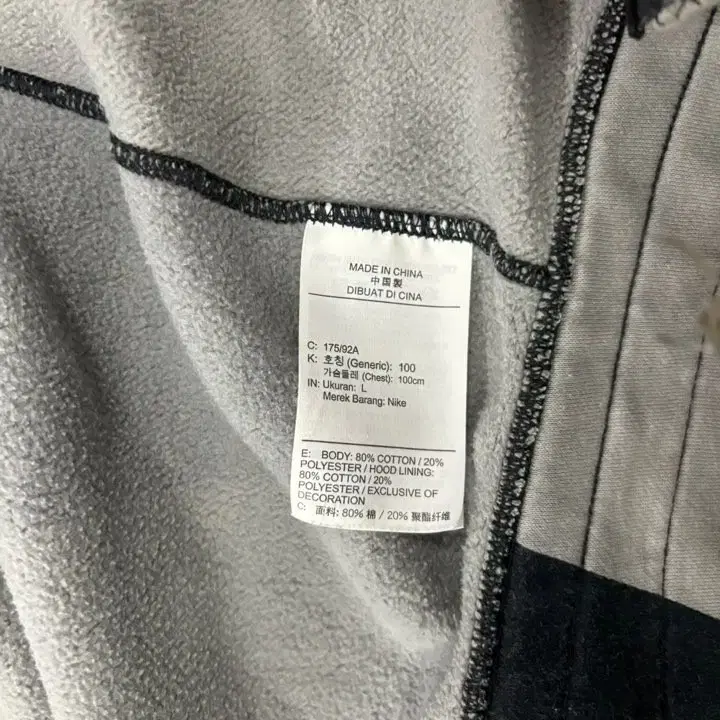 MADE IN CHINA
中国製
DIBUAT DI CINA
C: 175/92A
K: 호칭 (Generic): 100
가슴둘레 (Chest): 100cm
IN: Ukuran: L
Merek Barang: Nike
E: BODY: 80% COTTON / 20%
POLYESTER / HOOD LINING:
80% COTTON / 20%
POLYESTER / EXCLUSIVE OF
DECORATION
C: 面料: 80% 棉 / 20% 聚酯纤维